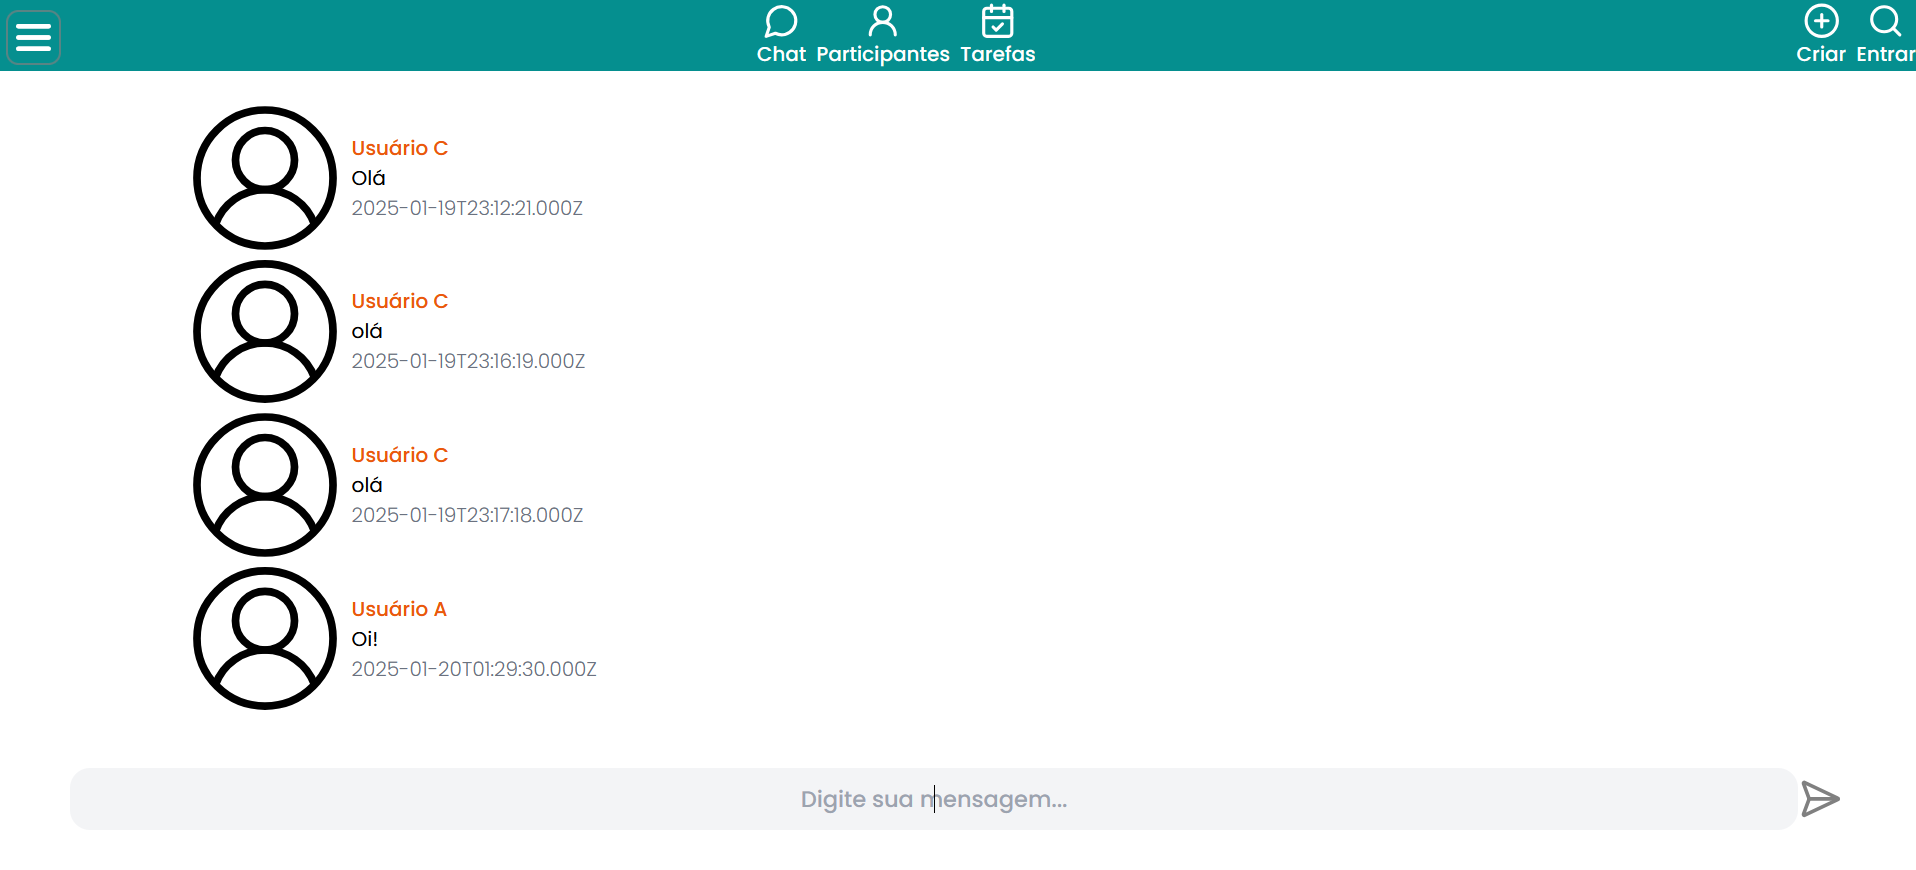 Chat Participantes Tarefas Criar Entrar
Usuário C
Olá
2025-01-19T23:12:21.000Z
Usuário C
olá
2025-01-19T23:16:19.000Z
Usuário C
olá
2025-01-19T23:17:18.000Z
Usuário A
Oi!
2025-01-20T01:29:30.000Z
Digite sua mensagem...